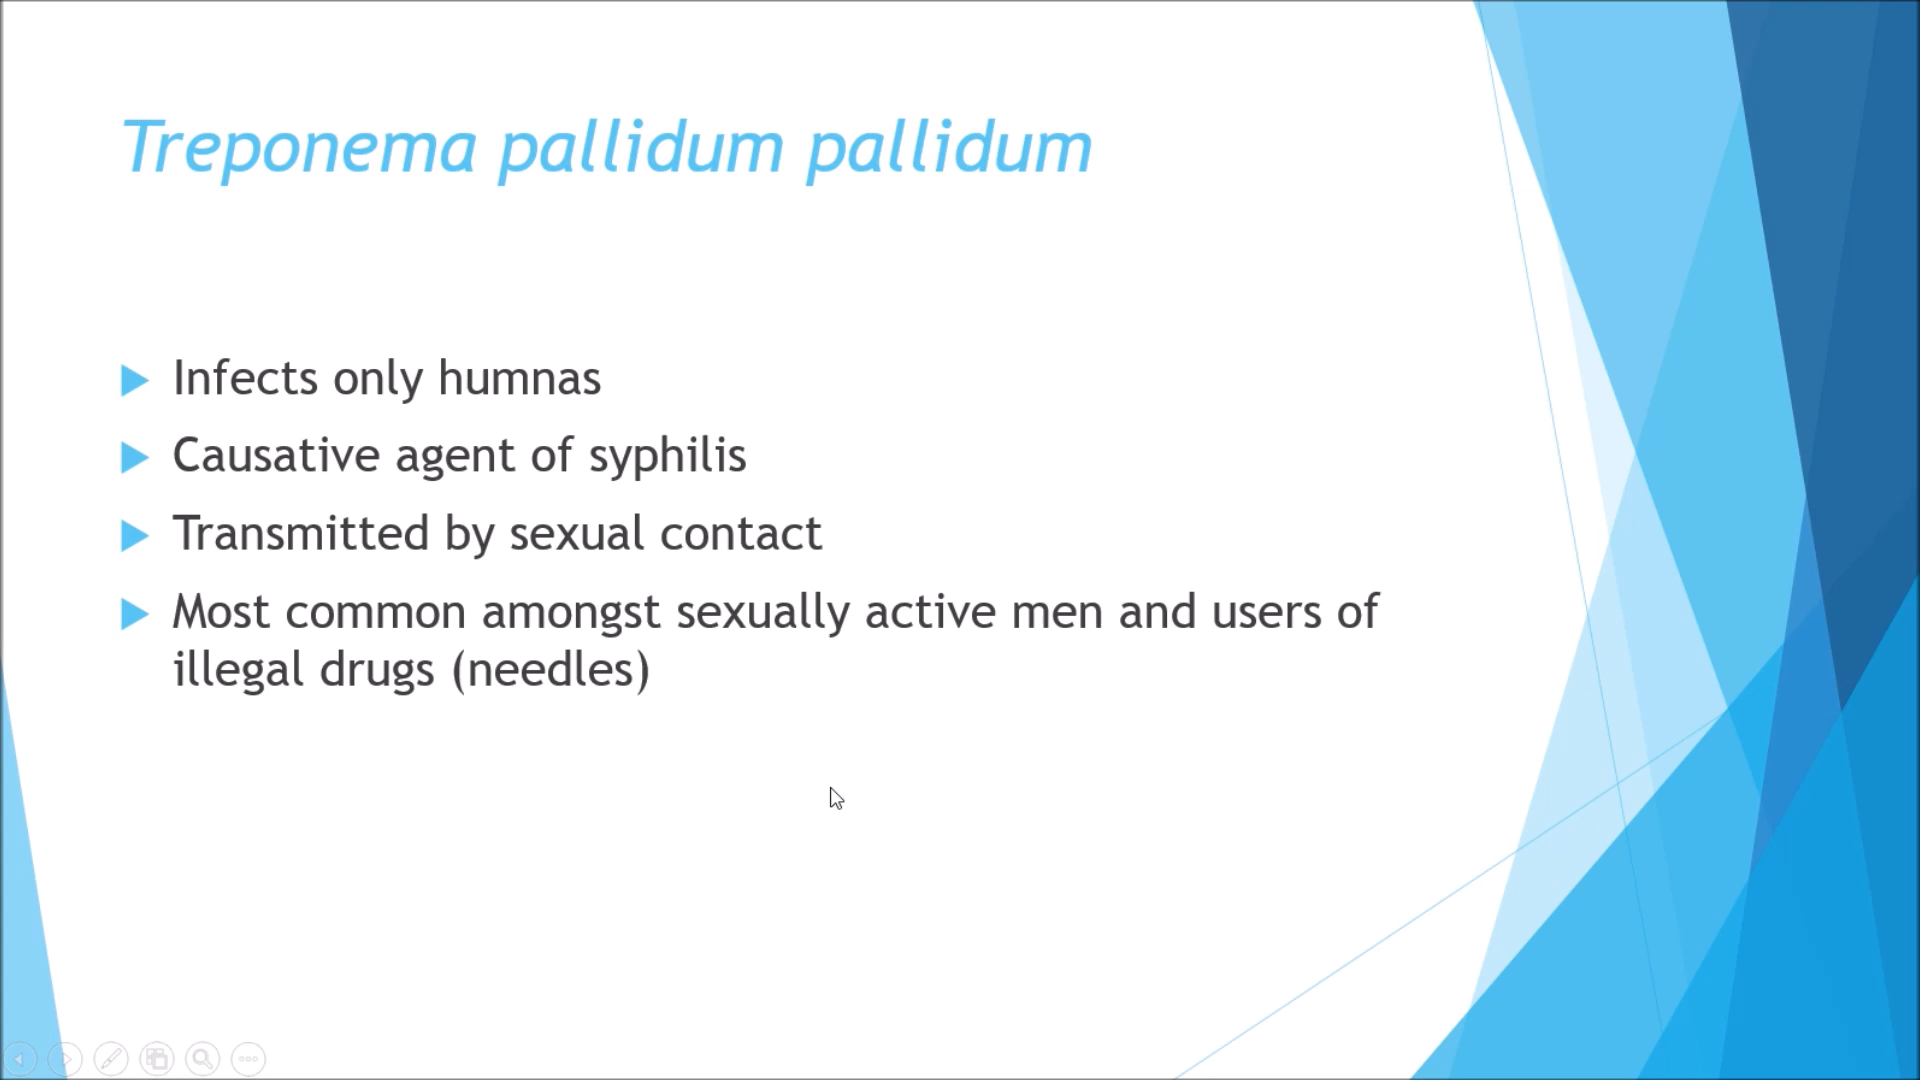 Treponema pallidum pallidum
Infects only humnas
Causative agent of syphilis
Transmitted by sexual contact
Most common amongst sexually active men and users of
illegal drugs (needles)